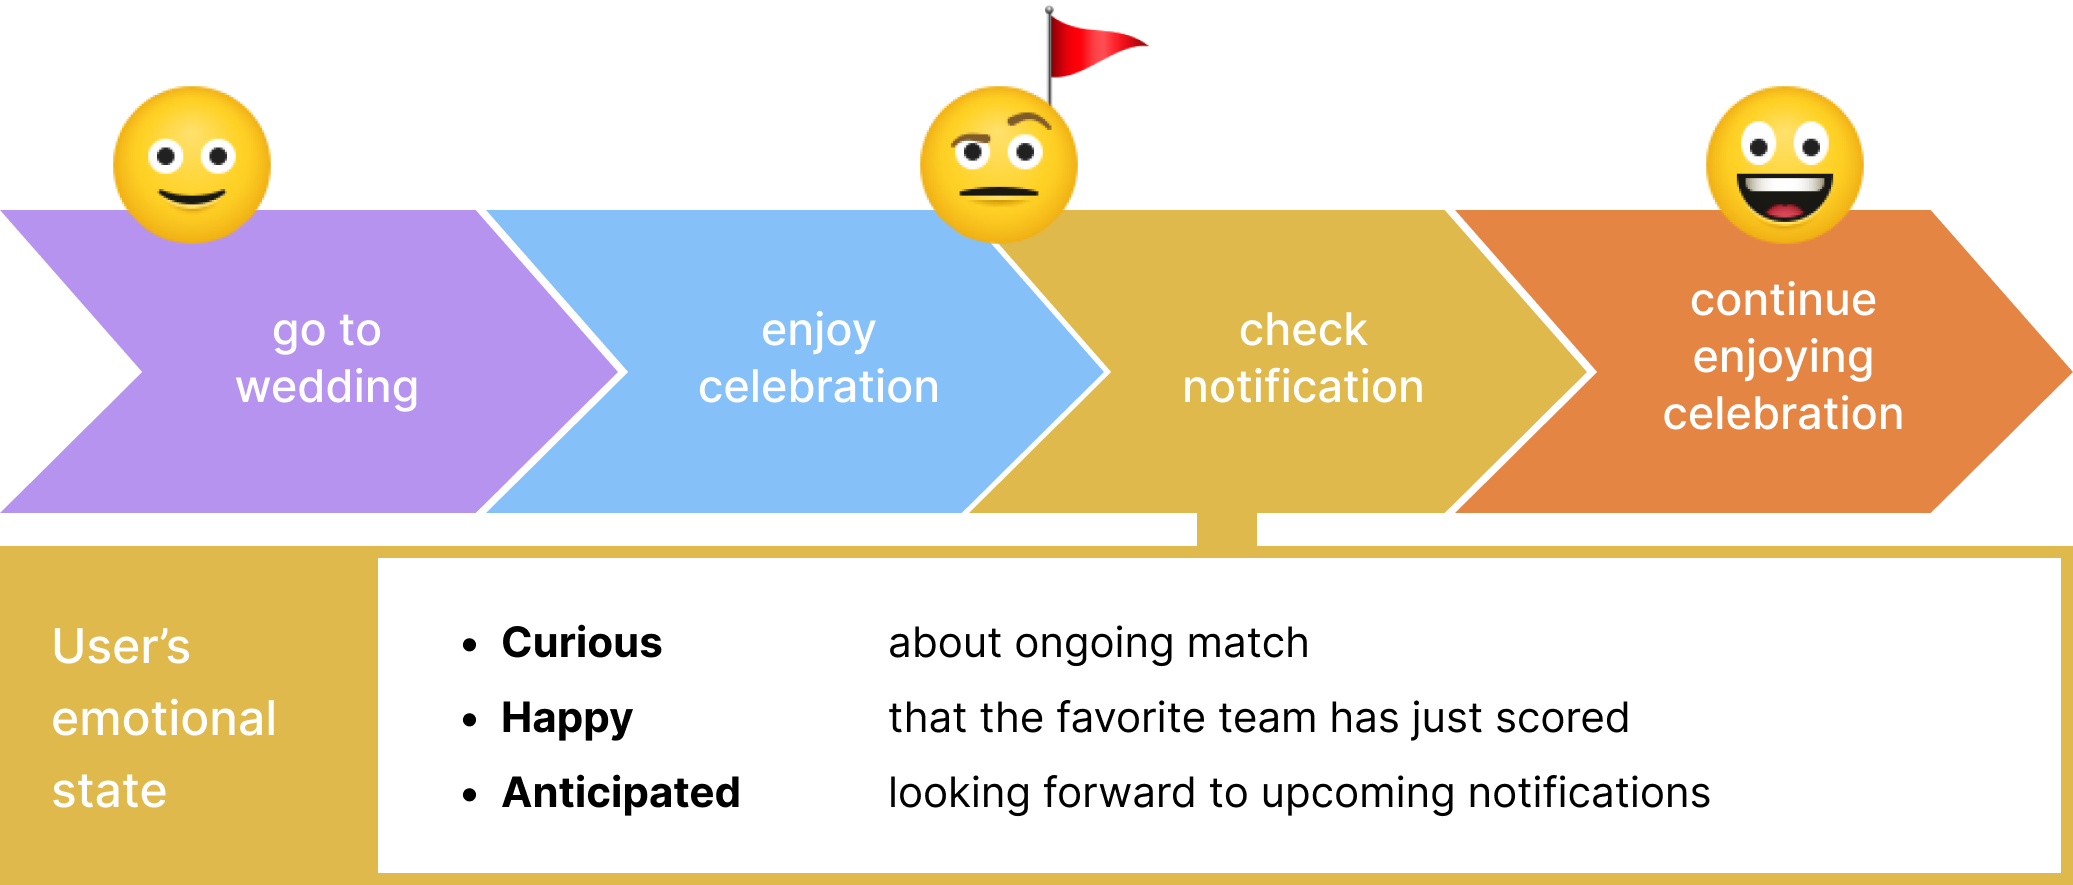 go to
wedding
enjoy
celebration
check
notification
continue
enjoying
celebration
User’s
emotional
state
• Curious about ongoing match
• Happy that the favorite team has just scored
• Anticipated looking forward to upcoming notifications